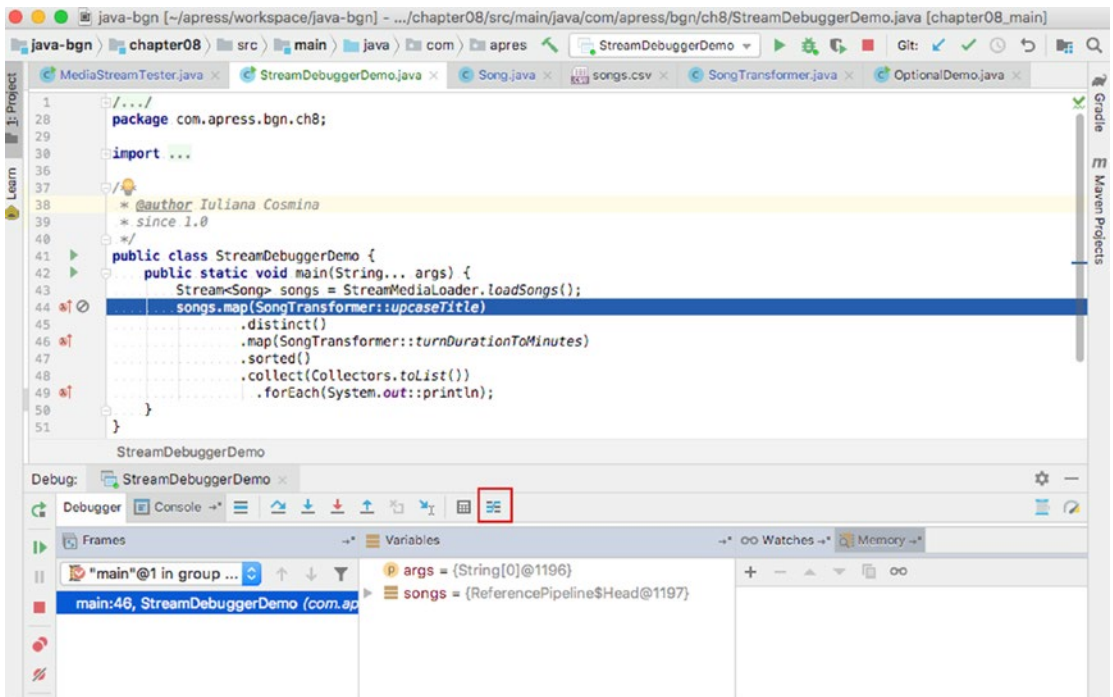 java-bgn [~/apress/workspace/java-bgn] - .../chapter08/src/main/java/com/apress/bgn/ch8/StreamDebuggerDemo.java [chapter08_main]
java-bgn chapter08 src main java com apres StreamDebuggerDemo Git:
MediaStreamTester.java StreamDebuggerDemo.java Song.java songs.csv SongTransformer.java OptionalDemo.java
1: Project
Learn
Gradle
m Maven Projects
1 /.../
28 package com.apress.bgn.ch8;
29
30 import ...
36
37 /*
38 * @author Iuliana Cosmina
39 * since 1.0
40 */
41 public class StreamDebuggerDemo {
42 public static void main(String... args) {
43 Stream<Song> songs = StreamMediaLoader.loadSongs();
44 songs.map(SongTransformer::upcaseTitle)
45 .distinct()
46 .map(SongTransformer::turnDurationToMinutes)
47 .sorted()
48 .collect(Collectors.toList())
49 .forEach(System.out::println);
50 }
51 }
StreamDebuggerDemo
Debug: StreamDebuggerDemo
Debugger Console
Frames Variables Watches Memory
"main"@1 in group ...
args = {String[0]@1196}
main:46, StreamDebuggerDemo (com.ap
songs = {ReferencePipeline$Head@1197}